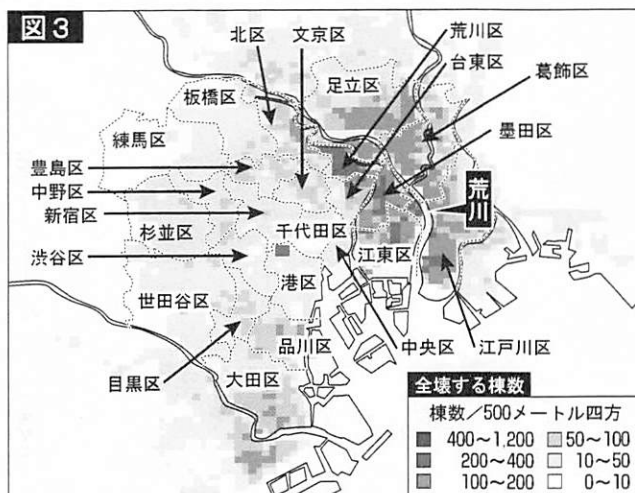 図3
北区
文京区
荒川区
台東区
葛飾区
足立区
板橋区
墨田区
練馬区
豊島区
中野区
新宿区
杉並区
荒川
千代田区
江東区
渋谷区
港区
世田谷区
品川区
中央区
江戸川区
目黒区
大田区
全壊する棟数
棟数/500メートル四方
400~1,200
50~100
200~400
10~50
100~200
0~10